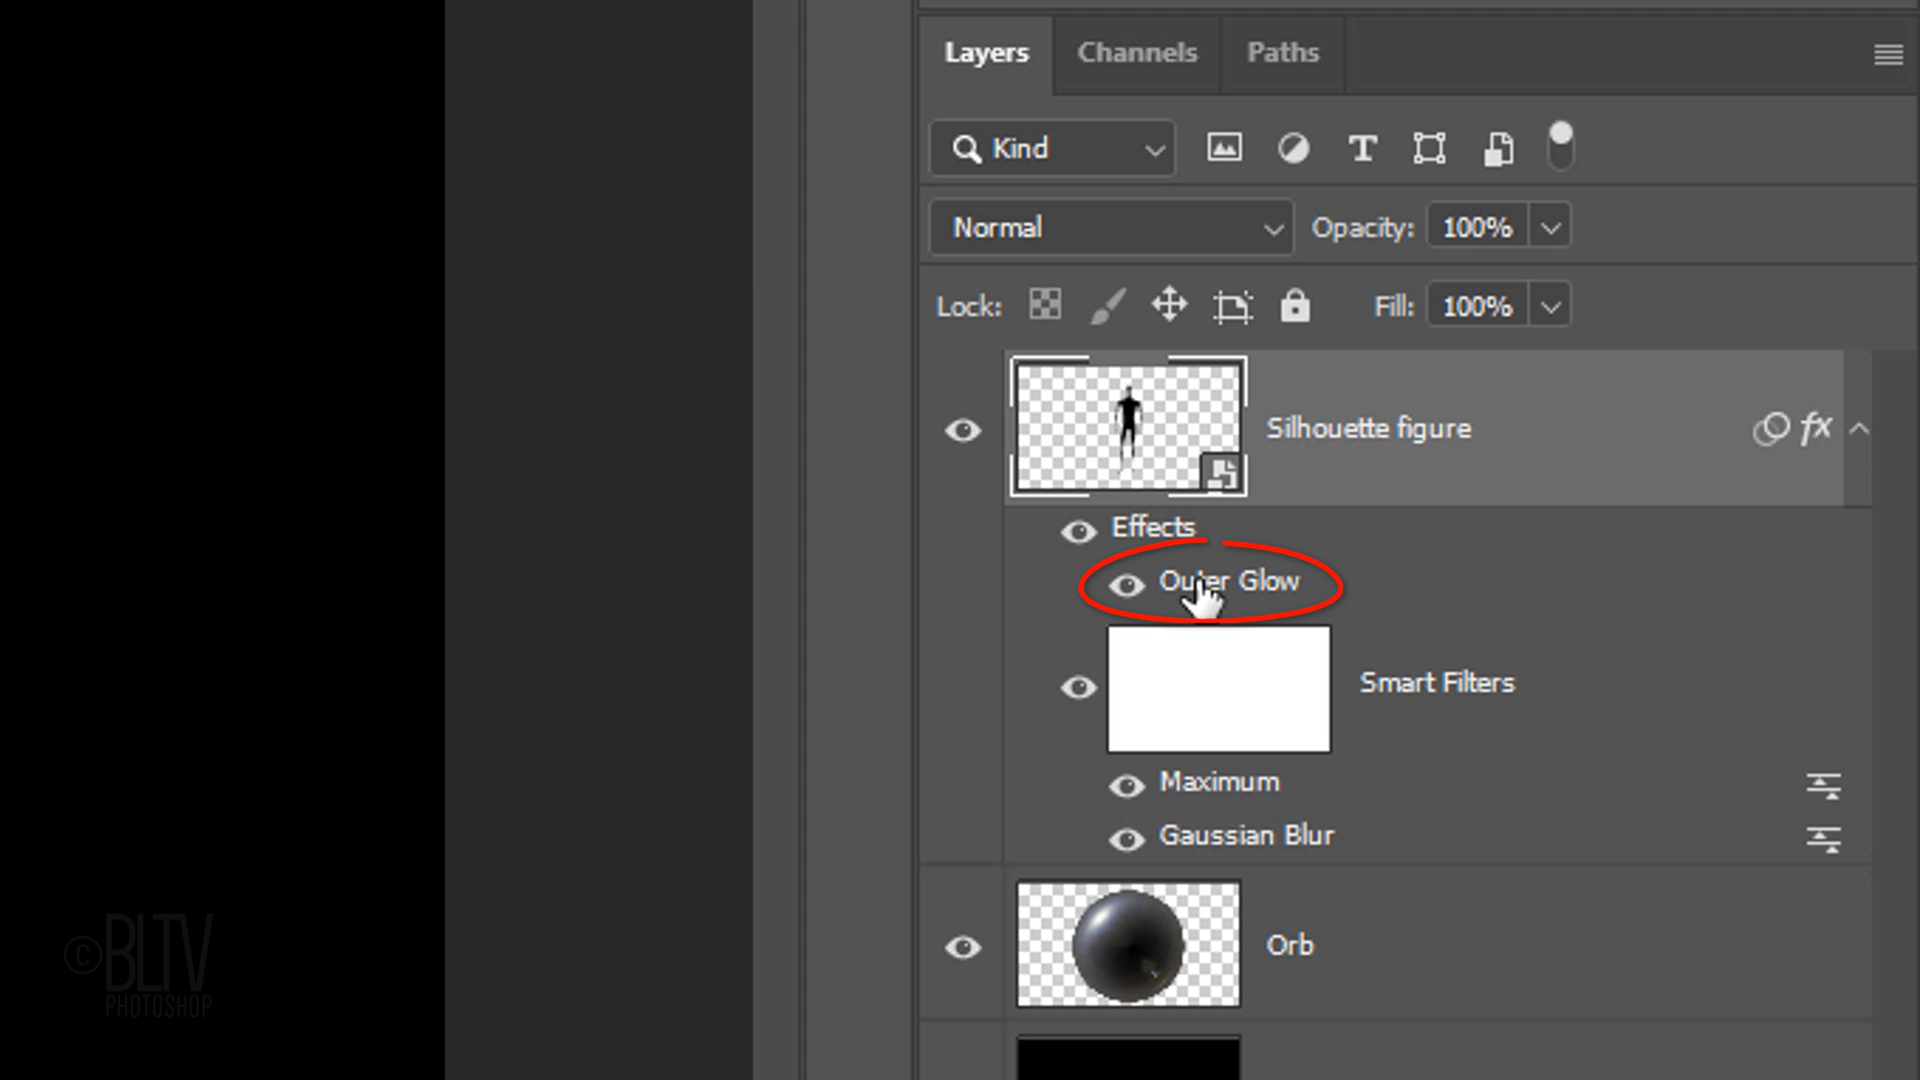 Layers Channels Paths
Kind
Normal Opacity: 100%
Lock: Fill: 100%
Silhouette figure fx
Effects
Outer Glow
Smart Filters
Maximum
Gaussian Blur
Orb
©BLTV
PHOTOSHOP